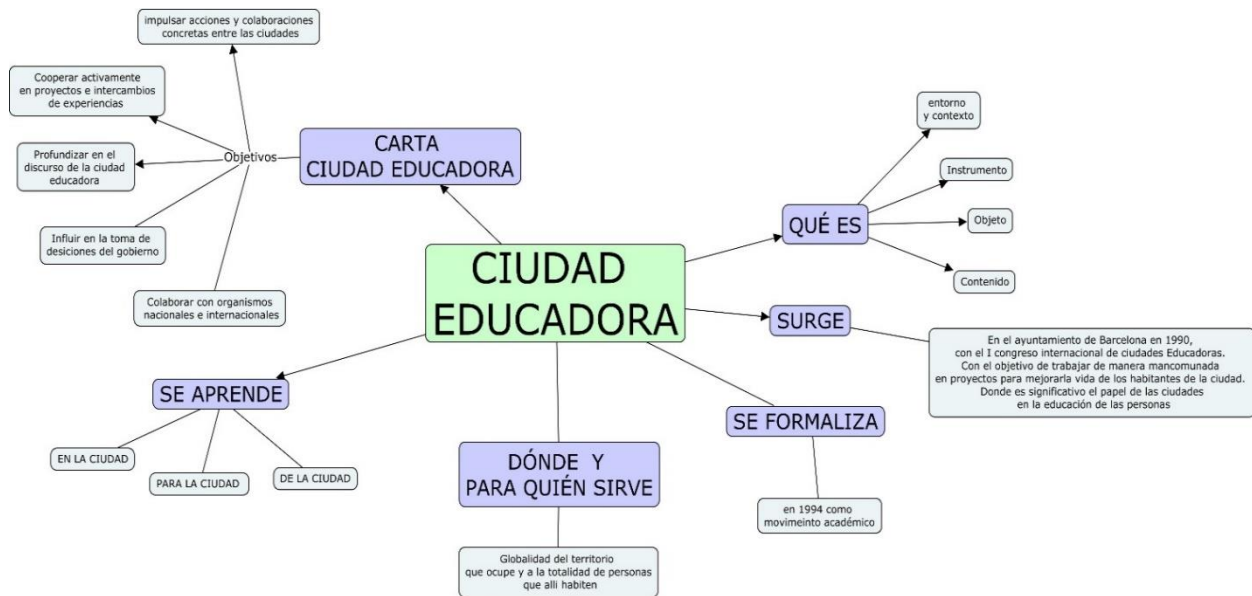 impulsar acciones y colaboraciones
concretas entre las ciudades
Cooperar activamente
en proyectos e intercambios
de experiencias
Profundizar en el
discurso de la ciudad
educadora
Influir en la toma de
desiciones del gobierno
Colaborar con organismos
nacionales e internacionales
Objetivos
CARTA
CIUDAD EDUCADORA
CIUDAD
EDUCADORA
QUÉ ES
entorno
y contexto
Instrumento
Objeto
Contenido
SURGE
En el ayuntamiento de Barcelona en 1990,
con el I congreso internacional de ciudades Educadoras.
Con el objetivo de trabajar de manera mancomunada
en proyectos para mejorarla vida de los habitantes de la ciudad.
Donde es significativo el papel de las ciudades
en la educación de las personas
SE FORMALIZA
en 1994 como
movimeinto académico
DÓNDE Y
PARA QUIÉN SIRVE
Globalidad del territorio
que ocupe y a la totalidad de personas
que alli habiten
SE APRENDE
EN LA CIUDAD
PARA LA CIUDAD
DE LA CIUDAD